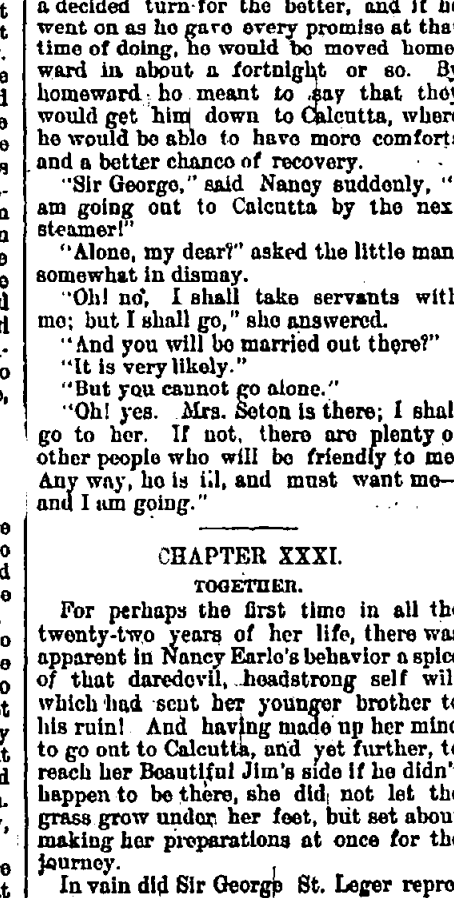 a decided turn for the better, and if he
went on as he gave every promise at tha
time of doing, he would be moved home
ward in about a fortnight or so. By
homeward he meant to say that they
would get him down to Calcutta, where
he would be able to have more comfort
and a better chance of recovery.
"Sir George," said Nancy suddenly, "
am going out to Calcutta by the nex
steamer!"
"Alone, my dear?" asked the little man
somewhat in dismay.
"Oh! no, I shall take servants with
me; but I shall go," she answered.
"And you will be married out there?"
"It is very likely."
"But you cannot go alone."
"Oh! yes. Mrs. Seton is there; I shal
go to her. If not, there are plenty o
other people who will be friendly to me
Any way, he is ill, and must want me—
and I am going."
CHAPTER XXXI.
TOGETHER.
For perhaps the first time in all the
twenty-two years of her life, there was
apparent in Nancy Earle's behavior a spice
of that daredevil, headstrong self wil
which had sent her younger brother to
his ruin! And having made up her mind
to go out to Calcutta, and yet further, to
reach her Beautiful Jim's side if he didn'
happen to be there, she did not let the
grass grow under her feet, but set abou
making her preparations at once for the
journey.
In vain did Sir George St. Leger repro